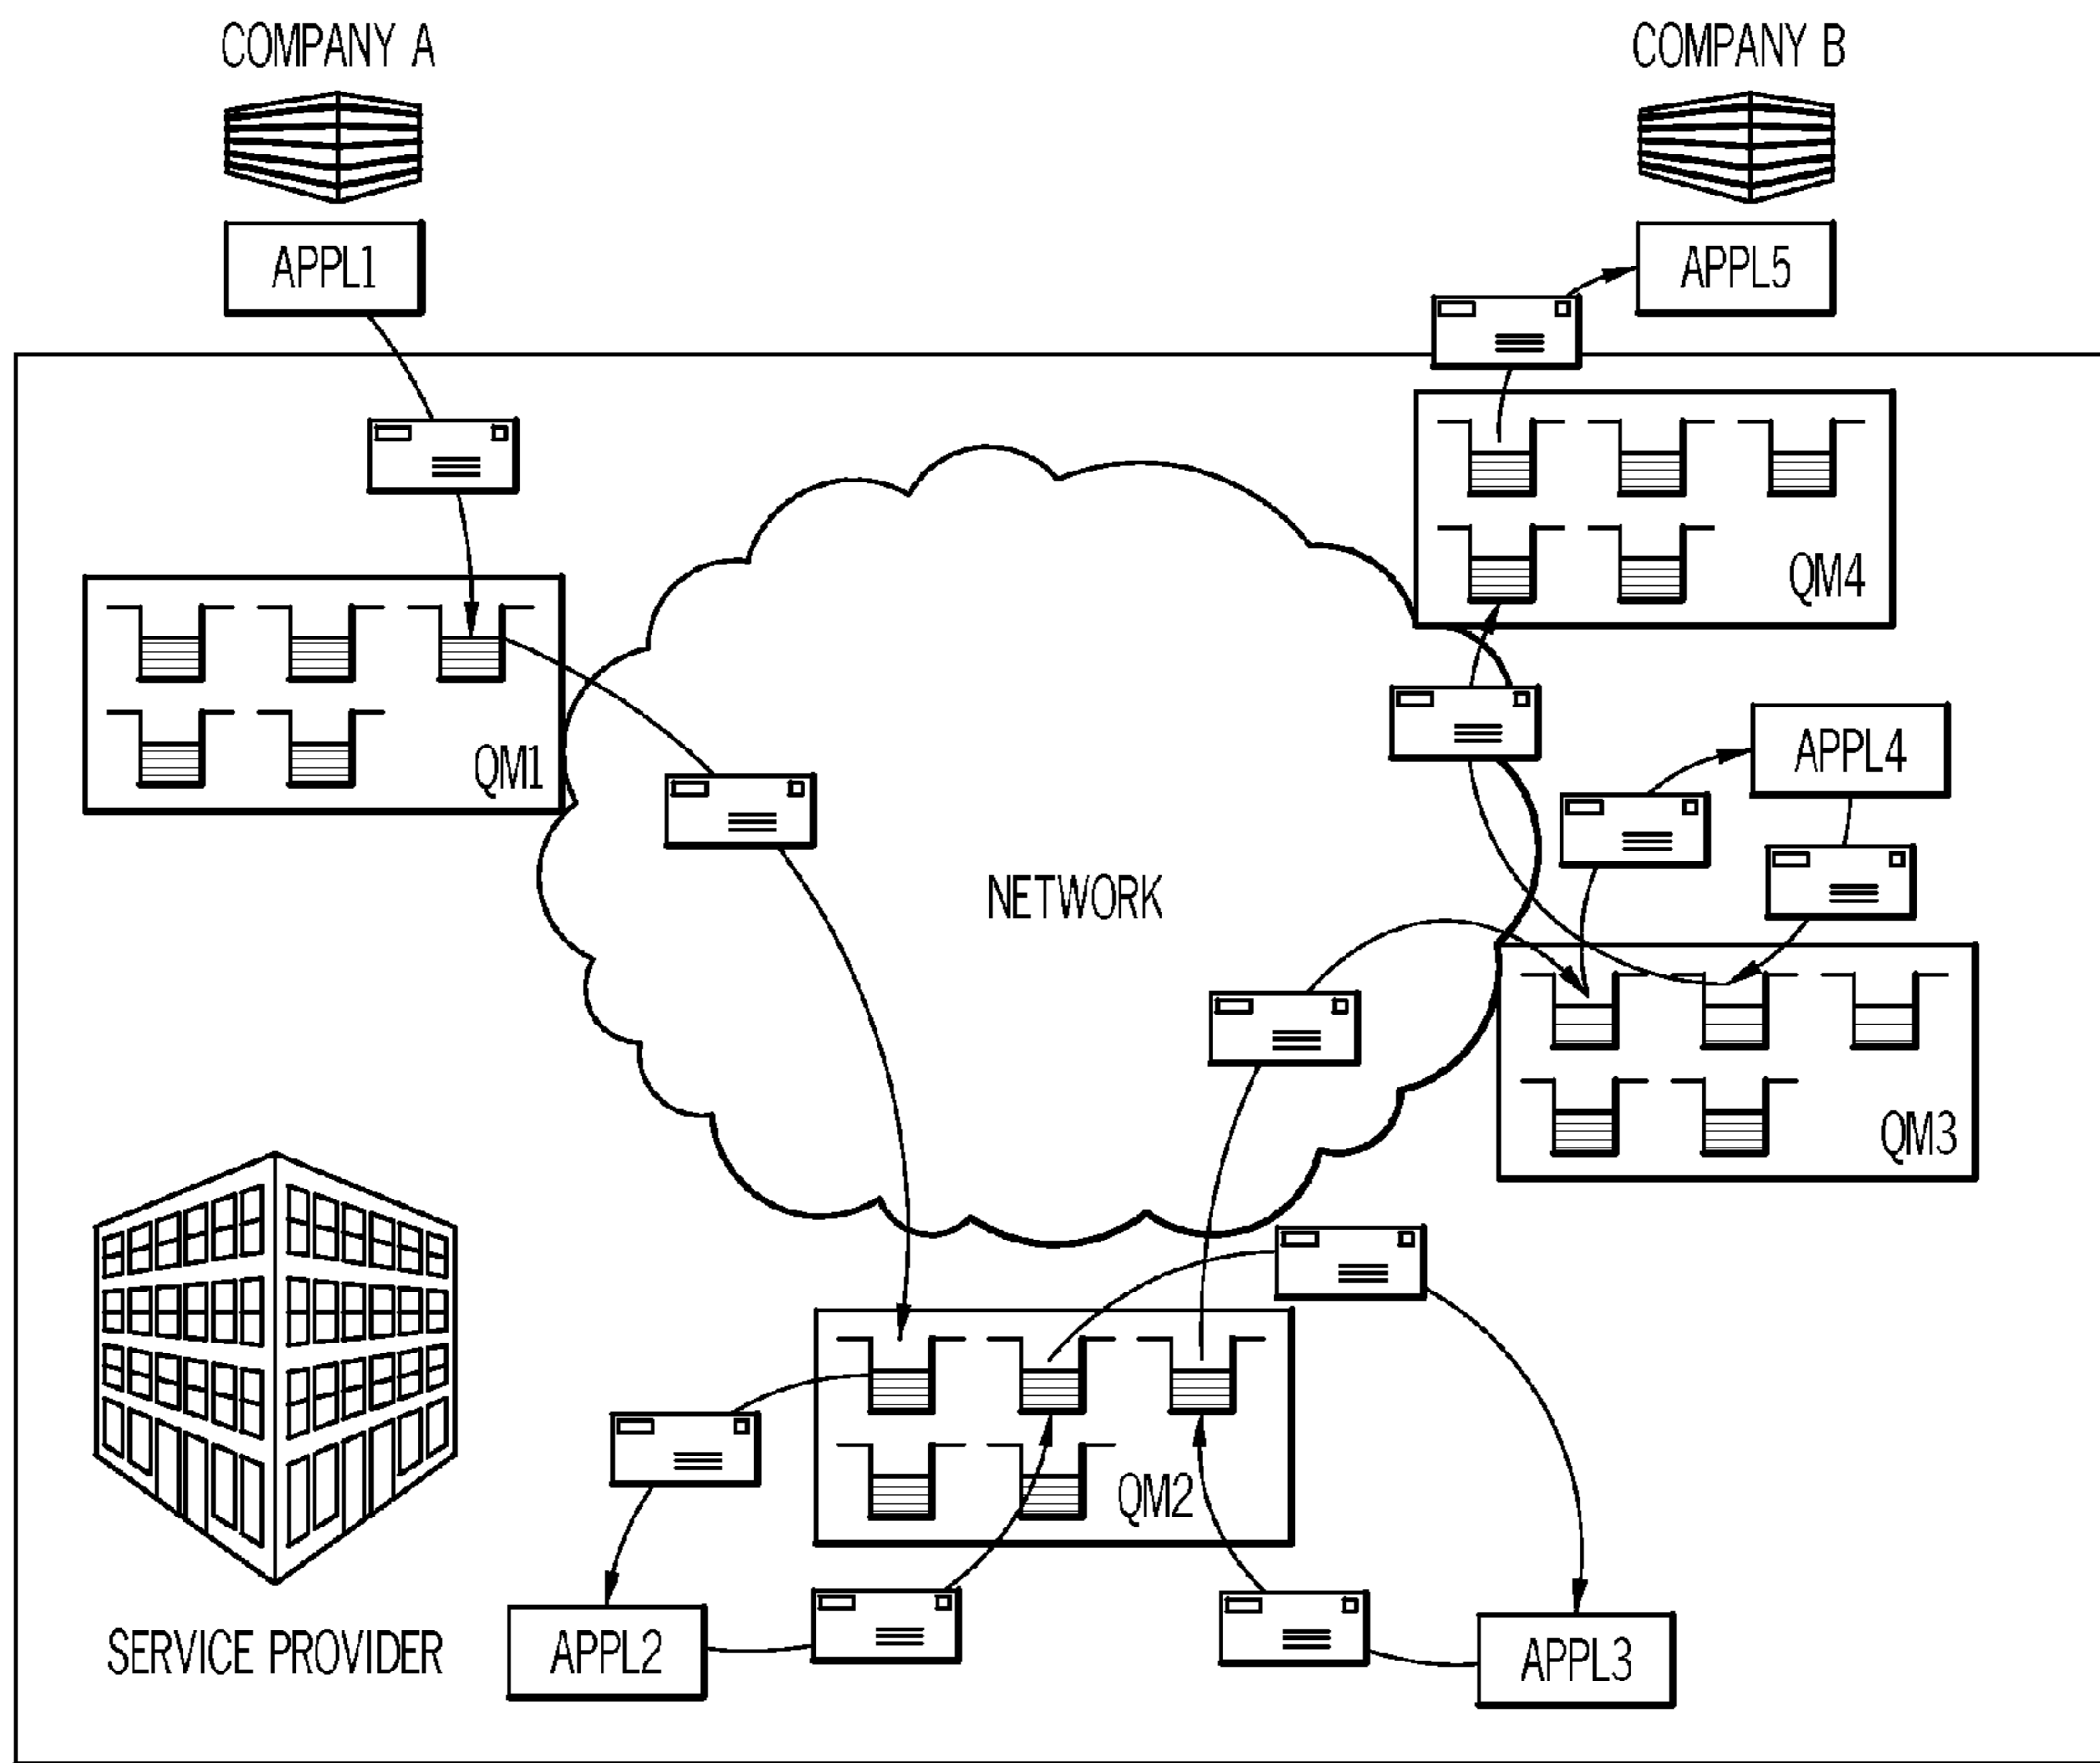 COMPANY A
COMPANY B
APPL1
APPL5
QM4
QM1
APPL4
NETWORK
QM3
QM2
SERVICE PROVIDER
APPL2
APPL3